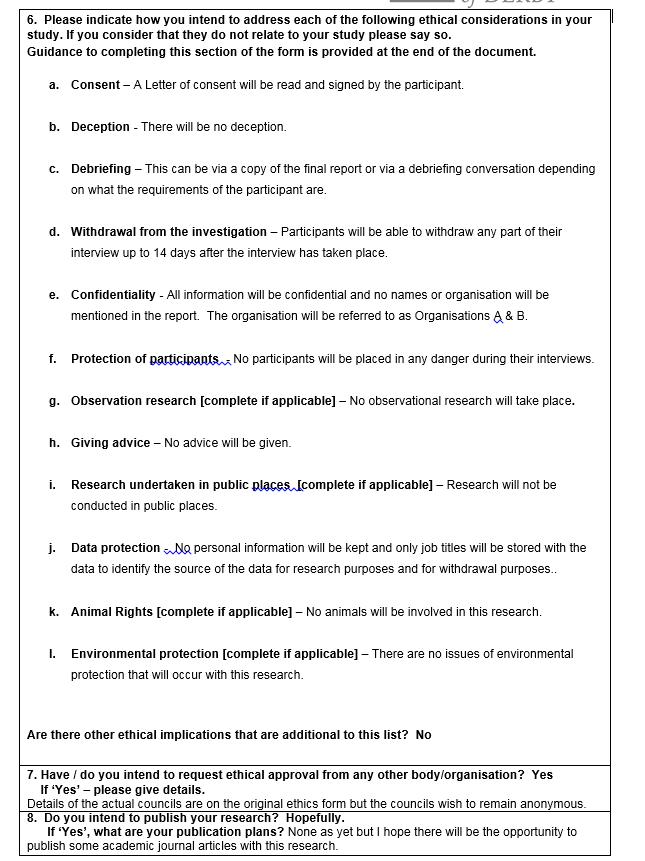 of DERBY
6. Please indicate how you intend to address each of the following ethical considerations in your
study. If you consider that they do not relate to your study please say so.
Guidance to completing this section of the form is provided at the end of the document.
a. Consent – A Letter of consent will be read and signed by the participant.
b. Deception - There will be no deception.
c. Debriefing – This can be via a copy of the final report or via a debriefing conversation depending
on what the requirements of the participant are.
d. Withdrawal from the investigation – Participants will be able to withdraw any part of their
interview up to 14 days after the interview has taken place.
e. Confidentiality - All information will be confidential and no names or organisation will be
mentioned in the report. The organisation will be referred to as Organisations A & B.
f. Protection of participants - No participants will be placed in any danger during their interviews.
g. Observation research [complete if applicable] – No observational research will take place.
h. Giving advice – No advice will be given.
i. Research undertaken in public places [complete if applicable] – Research will not be
conducted in public places.
j. Data protection - No personal information will be kept and only job titles will be stored with the
data to identify the source of the data for research purposes and for withdrawal purposes..
k. Animal Rights [complete if applicable] – No animals will be involved in this research.
l. Environmental protection [complete if applicable] – There are no issues of environmental
protection that will occur with this research.
Are there other ethical implications that are additional to this list? No
7. Have / do you intend to request ethical approval from any other body/organisation? Yes
If ‘Yes’ – please give details.
Details of the actual councils are on the original ethics form but the councils wish to remain anonymous.
8. Do you intend to publish your research? Hopefully.
If ‘Yes’, what are your publication plans? None as yet but I hope there will be the opportunity to
publish some academic journal articles with this research.